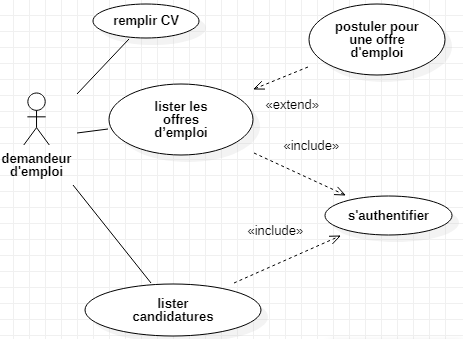 remplir CV
postuler pour
une offre
d'emploi
lister les
offres
d'emploi
«extend»
«include»
demandeur
d'emploi
s'authentifier
«include»
lister
candidatures